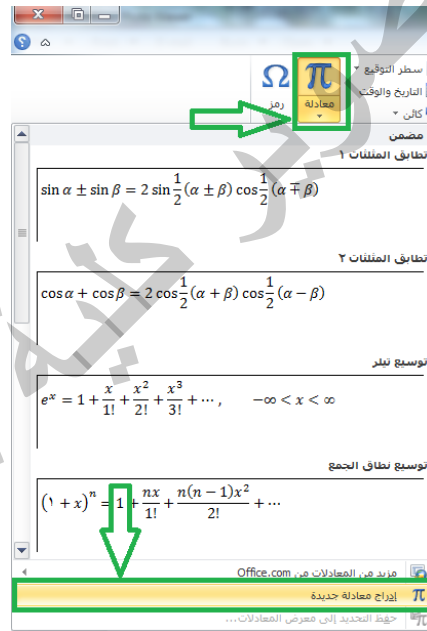 سطر التوقيع
التاريخ والوقت
كائن
معادلة
رمز
مضمن
تطابق المثلثات ١
sin α ± sin β = 2 sin 1/2 (α ± β) cos 1/2 (α ∓ β)
تطابق المثلثات ٢
cos α + cos β = 2 cos 1/2 (α + β) cos 1/2 (α − β)
توسيع تيلر
e^x = 1 + x/1! + x^2/2! + x^3/3! + ⋯ , −∞ < x < ∞
توسيع نطاق الجمع
(١ + x)^n = 1 + nx/1! + n(n − 1)x^2/2! + ⋯
مزيد من المعادلات من Office.com
إدراج معادلة جديدة
حفظ التحديد إلى معرض المعادلات...